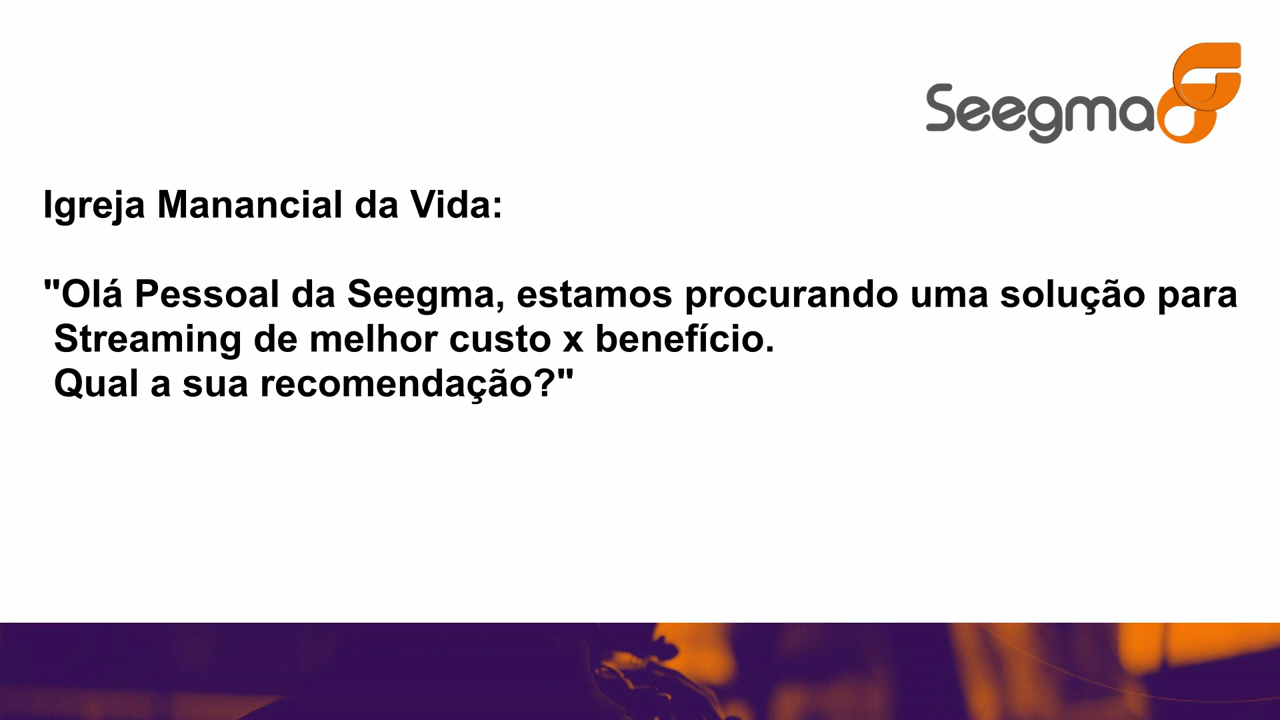 Seegma
Igreja Manancial da Vida:
"Olá Pessoal da Seegma, estamos procurando uma solução para
Streaming de melhor custo x benefício.
Qual a sua recomendação?"